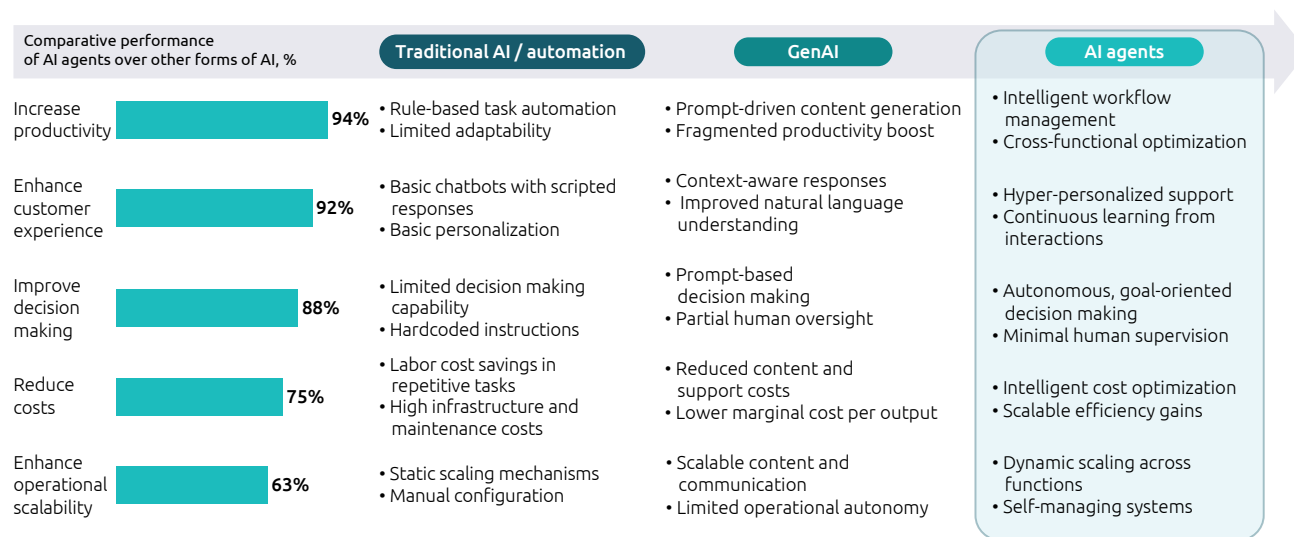 Comparative performance
of AI agents over other forms of AI, %
Traditional AI / automation
GenAI
AI agents
Increase
productivity
94%
• Rule-based task automation
• Limited adaptability
• Prompt-driven content generation
• Fragmented productivity boost
• Intelligent workflow
management
• Cross-functional optimization
Enhance
customer
experience
92%
• Basic chatbots with scripted
responses
• Basic personalization
• Context-aware responses
• Improved natural language
understanding
• Hyper-personalized support
• Continuous learning from
interactions
Improve
decision
making
88%
• Limited decision making
capability
• Hardcoded instructions
• Prompt-based
decision making
• Partial human oversight
• Autonomous, goal-oriented
decision making
• Minimal human supervision
Reduce
costs
75%
• Labor cost savings in
repetitive tasks
• High infrastructure and
maintenance costs
• Reduced content and
support costs
• Lower marginal cost per output
• Intelligent cost optimization
• Scalable efficiency gains
Enhance
operational
scalability
63%
• Static scaling mechanisms
• Manual configuration
• Scalable content and
communication
• Limited operational autonomy
• Dynamic scaling across
functions
• Self-managing systems